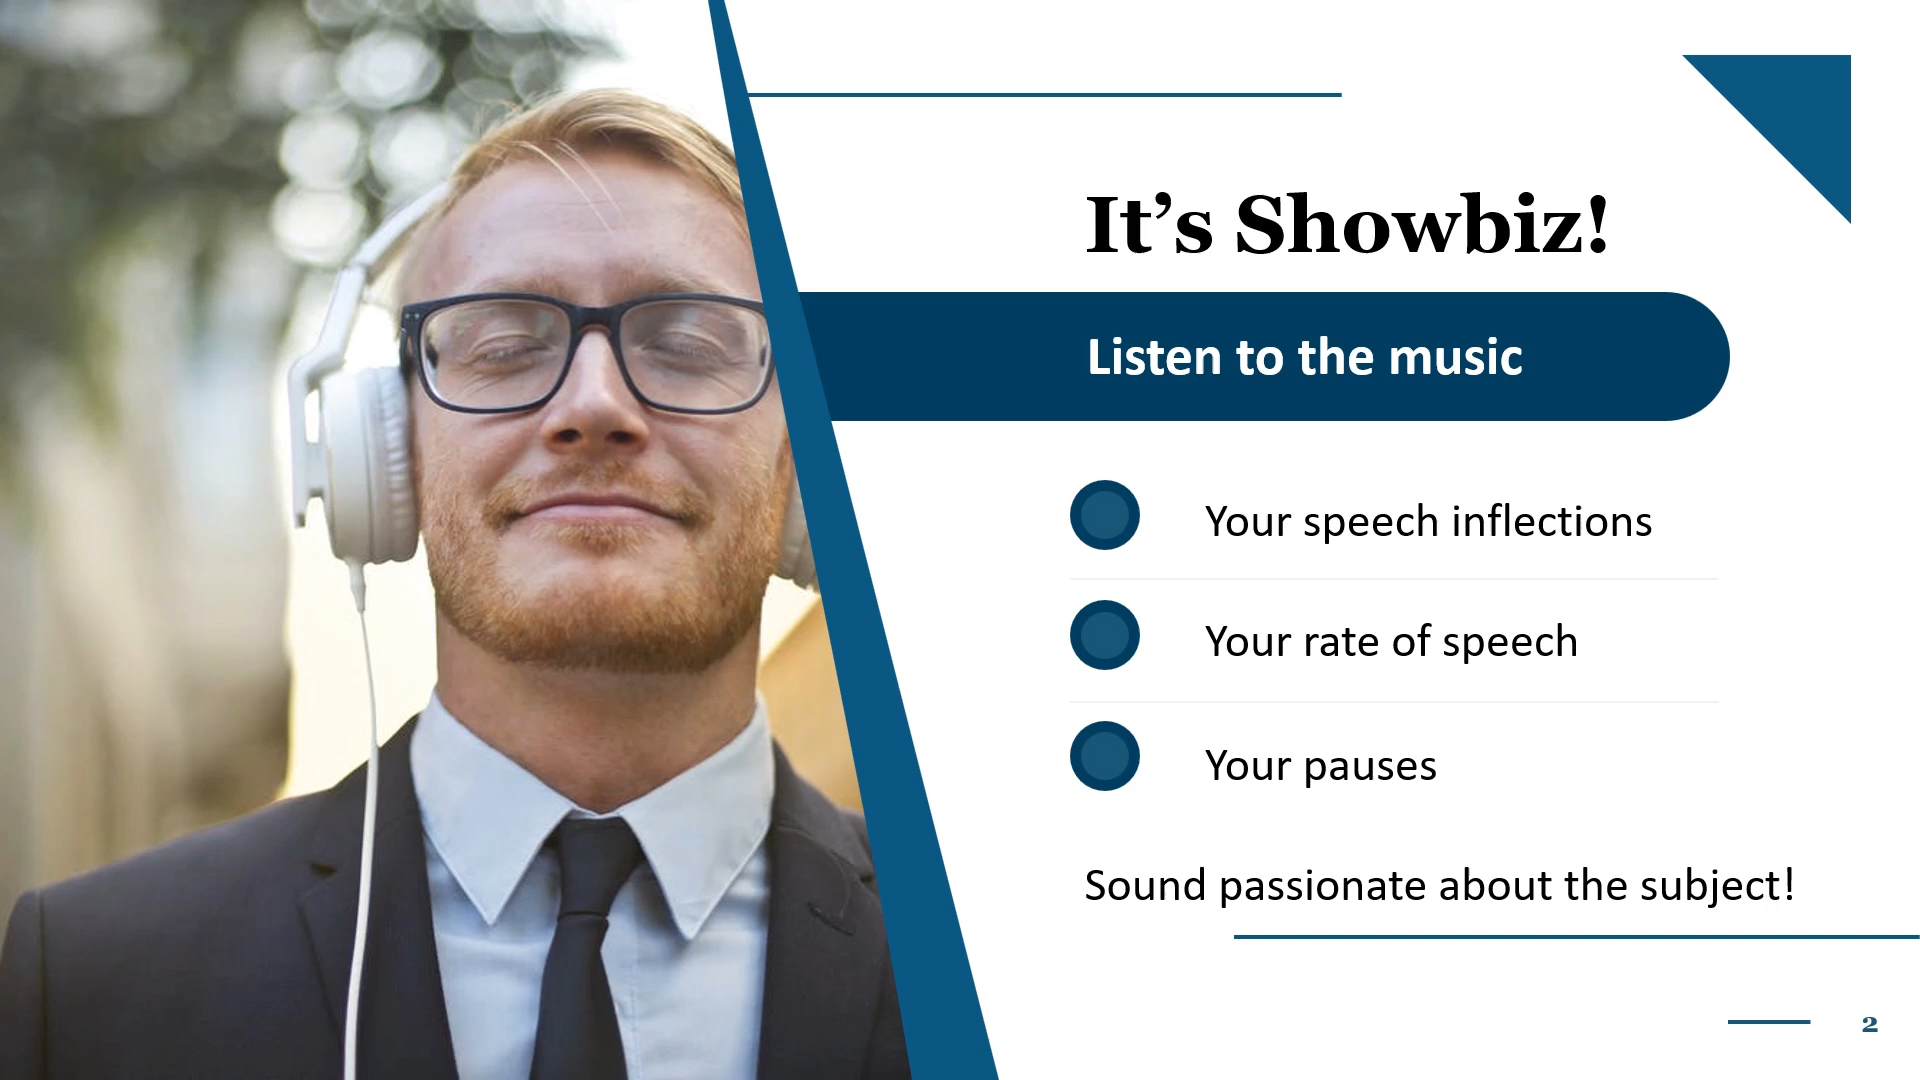 It’s Showbiz!
Listen to the music
Your speech inflections
Your rate of speech
Your pauses
Sound passionate about the subject!
2